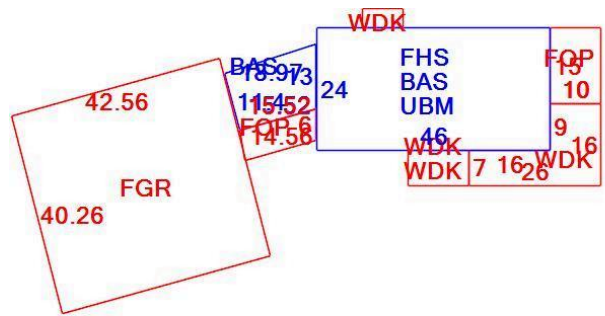 WDK
BAS
18.97
13
FHS
FOP
15
42.56
11.4
15.52
24
BAS
10
UBM
FOP 6
14.56
46
9
WDK
16
WDK
7
16
26
WDK
FGR
40.26